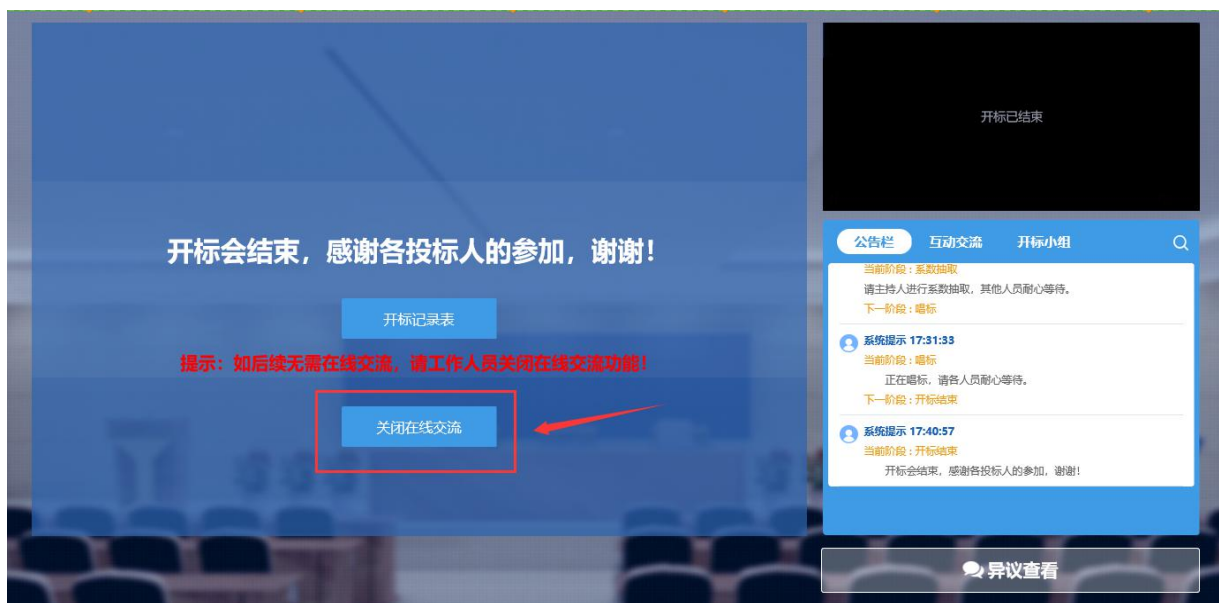 开标会结束，感谢各投标人的参加，谢谢！
开标记录表
提示：如后续无需在线交流，请工作人员关闭在线交流功能！
关闭在线交流
开标已结束
公告栏 互动交流 开标小组
当前阶段：系数抽取
请主持人进行系数抽取，其他人员耐心等待。
下一阶段：唱标
系统提示 17:31:33
当前阶段：唱标
正在唱标，请各人员耐心等待。
下一阶段：开标结束
系统提示 17:40:57
当前阶段：开标结束
开标会结束，感谢各投标人的参加，谢谢！
异议查看